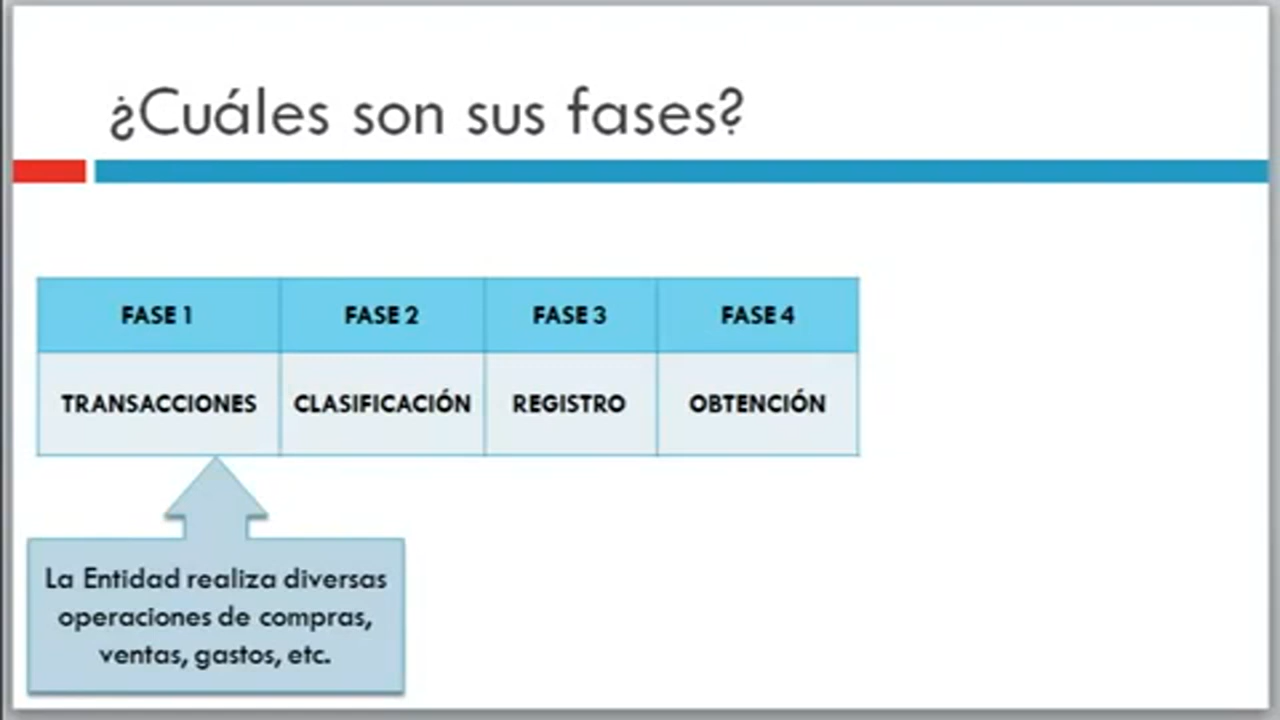 ¿Cuáles son sus fases?
FASE 1 FASE 2 FASE 3 FASE 4
TRANSACCIONES CLASIFICACIÓN REGISTRO OBTENCIÓN
La Entidad realiza diversas
operaciones de compras,
ventas, gastos, etc.